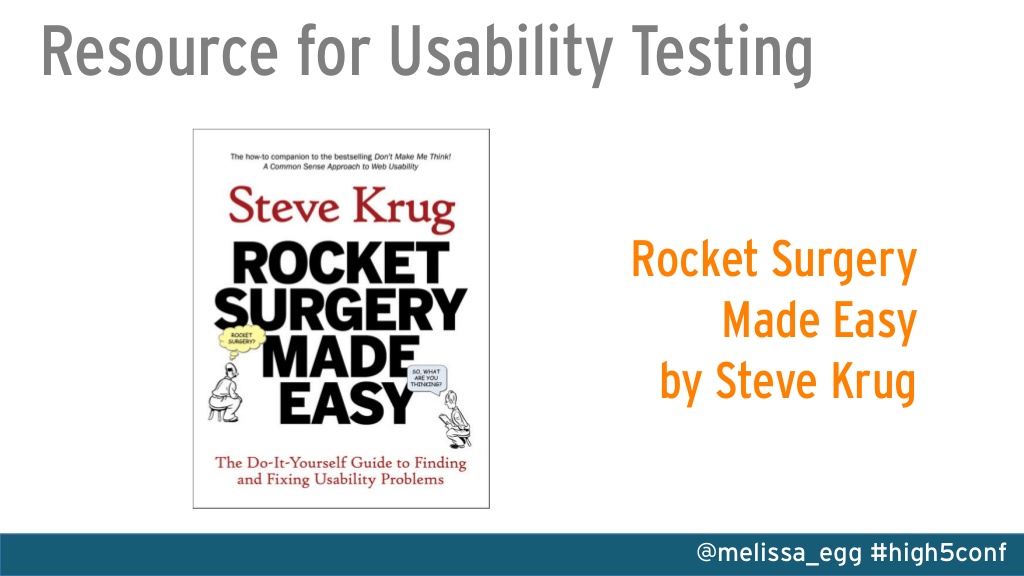 Resource for Usability Testing
The how-to companion to the bestselling Don't Make Me Think!
A Common Sense Approach to Web Usability
Steve Krug
ROCKET
SURGERY
MADE
EASY
ROCKET
SURGERY?
SO, WHAT
ARE YOU
THINKING?
The Do-It-Yourself Guide to Finding
and Fixing Usability Problems
Rocket Surgery
Made Easy
by Steve Krug
@melissa_egg #high5conf